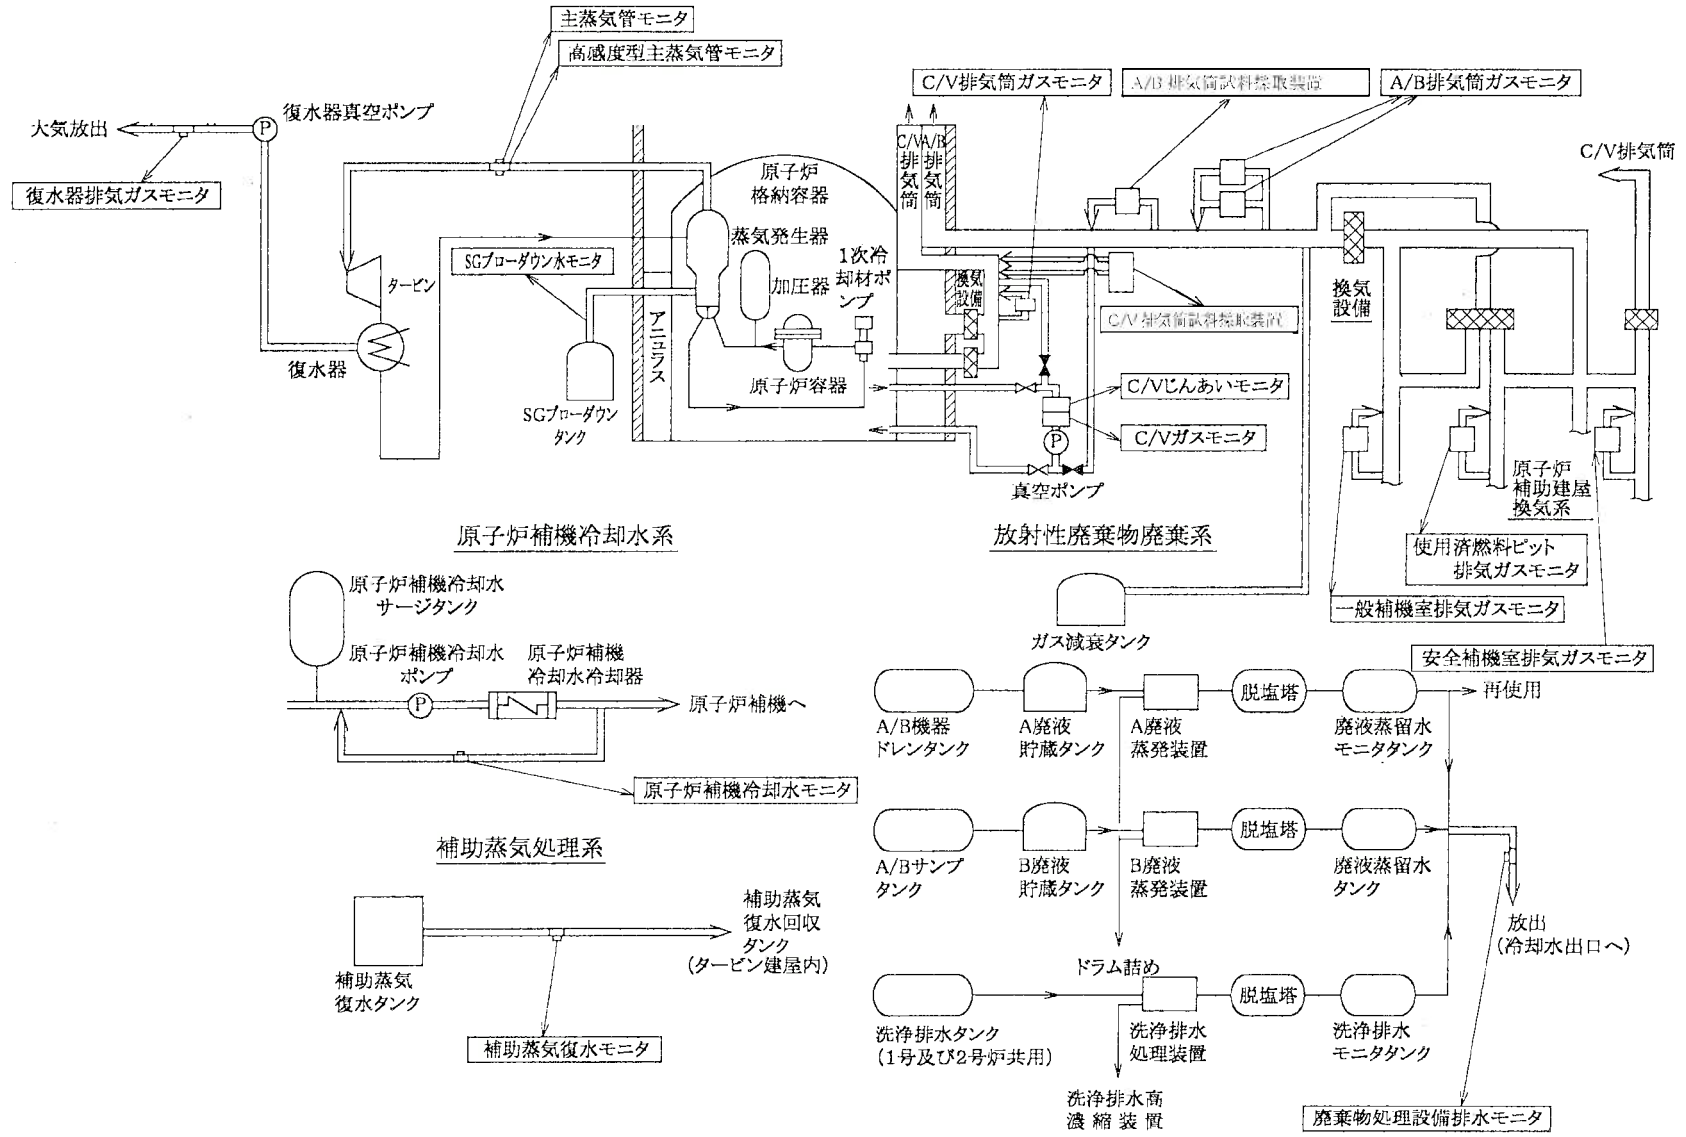 主蒸気管モニタ
高感度型主蒸気管モニタ
復水器真空ポンプ
P
大気放出
復水器排気ガスモニタ
タービン
復水器
SGブローダウン水モニタ
SGブローダウン
タンク
アニュラス
原子炉
格納容器
蒸気発生器
加圧器
1次冷
却材ポ
ンプ
原子炉容器
C/V排気筒
A/B排気筒
換気
設備
C/V排気筒ガスモニタ
A/B排気筒試料採取装置
A/B排気筒ガスモニタ
C/V排気筒
C/V排気筒試料採取装置
換気
設備
C/Vじんあいモニタ
C/Vガスモニタ
P
真空ポンプ
原子炉
補助建屋
換気系
使用済燃料ピット
排気ガスモニタ
一般補機室排気ガスモニタ
安全補機室排気ガスモニタ
原子炉補機冷却水系
原子炉補機冷却水
サージタンク
原子炉補機冷却水
ポンプ
P
原子炉補機
冷却水冷却器
原子炉補機へ
原子炉補機冷却水モニタ
補助蒸気処理系
補助蒸気
復水タンク
補助蒸気
復水回収
タンク
(タービン建屋内)
補助蒸気復水モニタ
放射性廃棄物廃棄系
ガス減衰タンク
A/B機器
ドレンタンク
A廃液
貯蔵タンク
A廃液
蒸発装置
脱塩塔
廃液蒸留水
モニタタンク
再使用
A/Bサンプ
タンク
B廃液
貯蔵タンク
B廃液
蒸発装置
脱塩塔
廃液蒸留水
タンク
放出
(冷却水出口へ)
ドラム詰め
洗浄排水タンク
(1号及び2号炉共用)
洗浄排水
処理装置
脱塩塔
洗浄排水
モニタタンク
洗浄排水高
濃縮装置
廃棄物処理設備排水モニタ